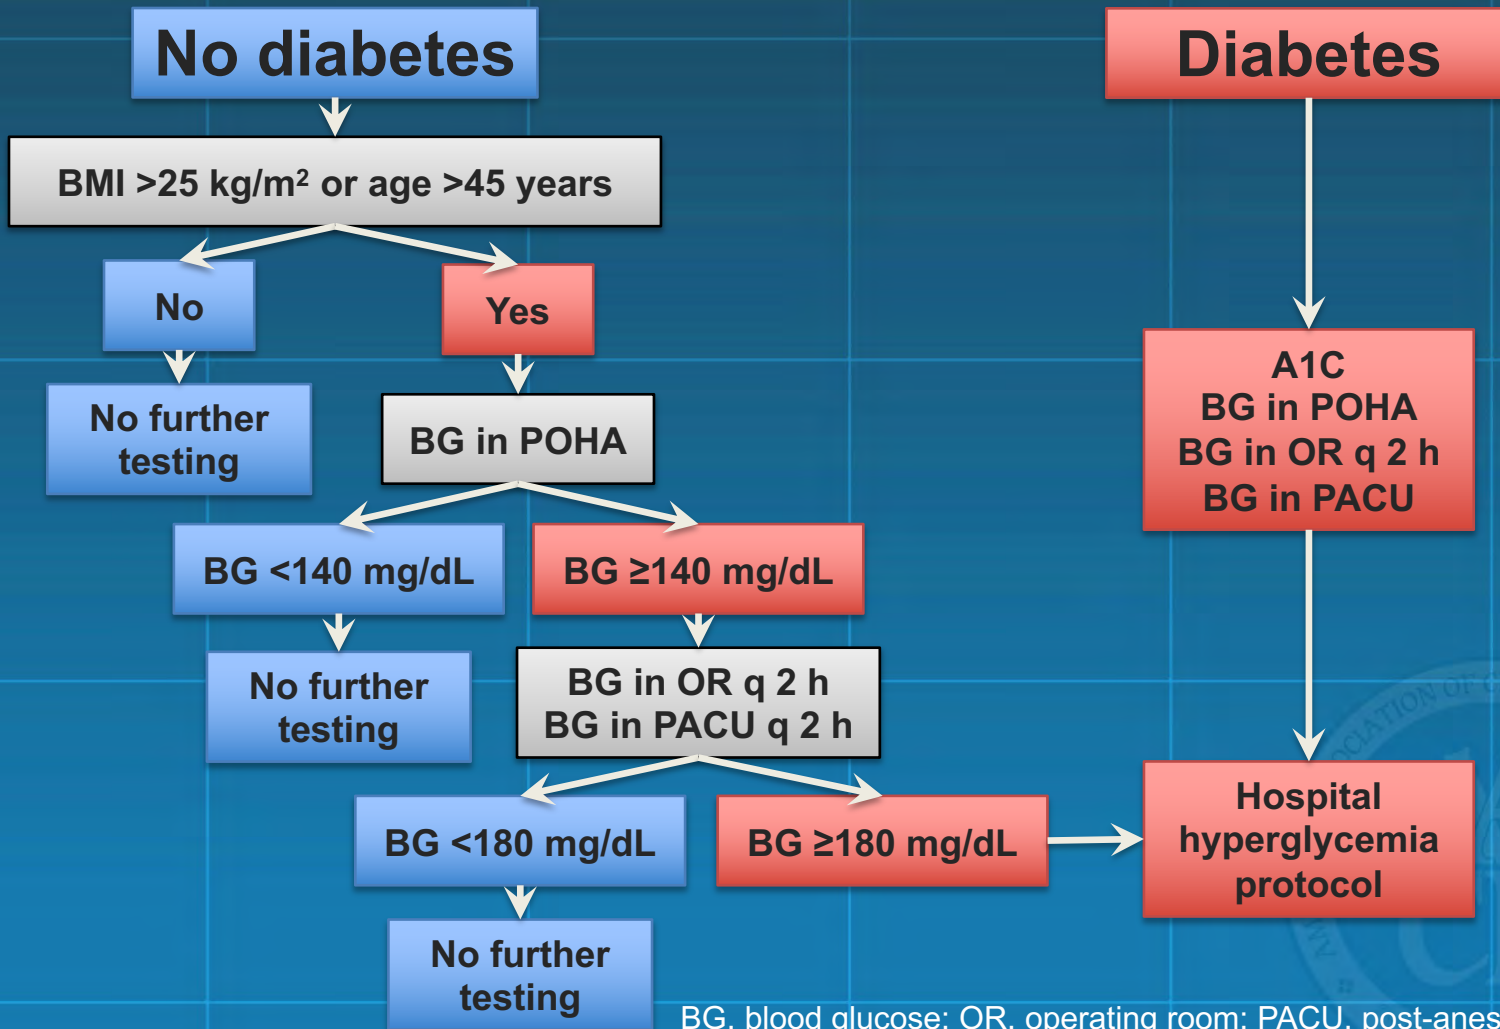 No diabetes
Diabetes
BMI >25 kg/m² or age >45 years
No
Yes
No further
testing
BG in POHA
A1C
BG in POHA
BG in OR q 2 h
BG in PACU
BG <140 mg/dL
BG ≥140 mg/dL
No further
testing
BG in OR q 2 h
BG in PACU q 2 h
BG <180 mg/dL
BG ≥180 mg/dL
Hospital
hyperglycemia
protocol
No further
testing
BG, blood glucose; OR, operating room; PACU, post-anes
OCIATION OF C